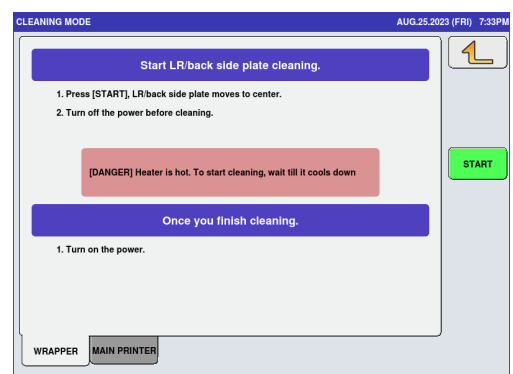 CLEANING MODE
AUG.25.2023 (FRI) 7:33PM
Start LR/back side plate cleaning.
1. Press [START], LR/back side plate moves to center.
2. Turn off the power before cleaning.
[DANGER] Heater is hot. To start cleaning, wait till it cools down
START
Once you finish cleaning.
1. Turn on the power.
WRAPPER
MAIN PRINTER